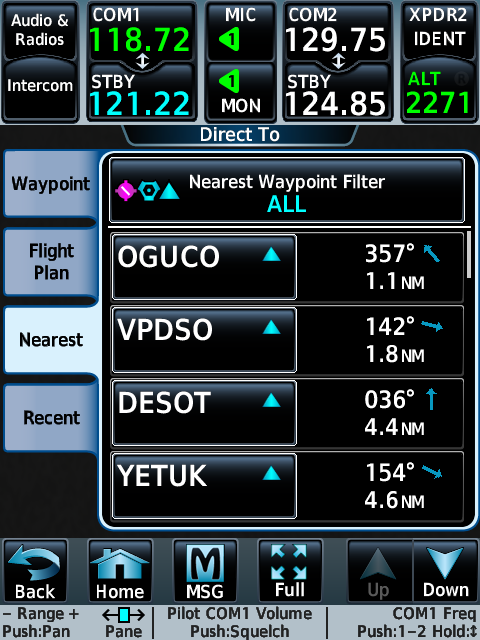 Audio &
Radios
COM1
118.72
MIC
COM2
129.75
XPDR2
IDENT
Intercom
STBY
121.22
1
1
MON
STBY
124.85
ALT
R
2271
Direct To
Waypoint
Flight
Plan
Nearest
Recent
Nearest Waypoint Filter
ALL
OGUCO
357°
1.1NM
VPDSO
142°
1.8NM
DESOT
036°
4.4NM
YETUK
154°
4.6NM
Back
Home
MSG
Full
Up
Down
– Range +
Push:Pan
Pane
Pilot COM1 Volume
Push:Squelch
COM1 Freq
Push:1–2 Hold:↕